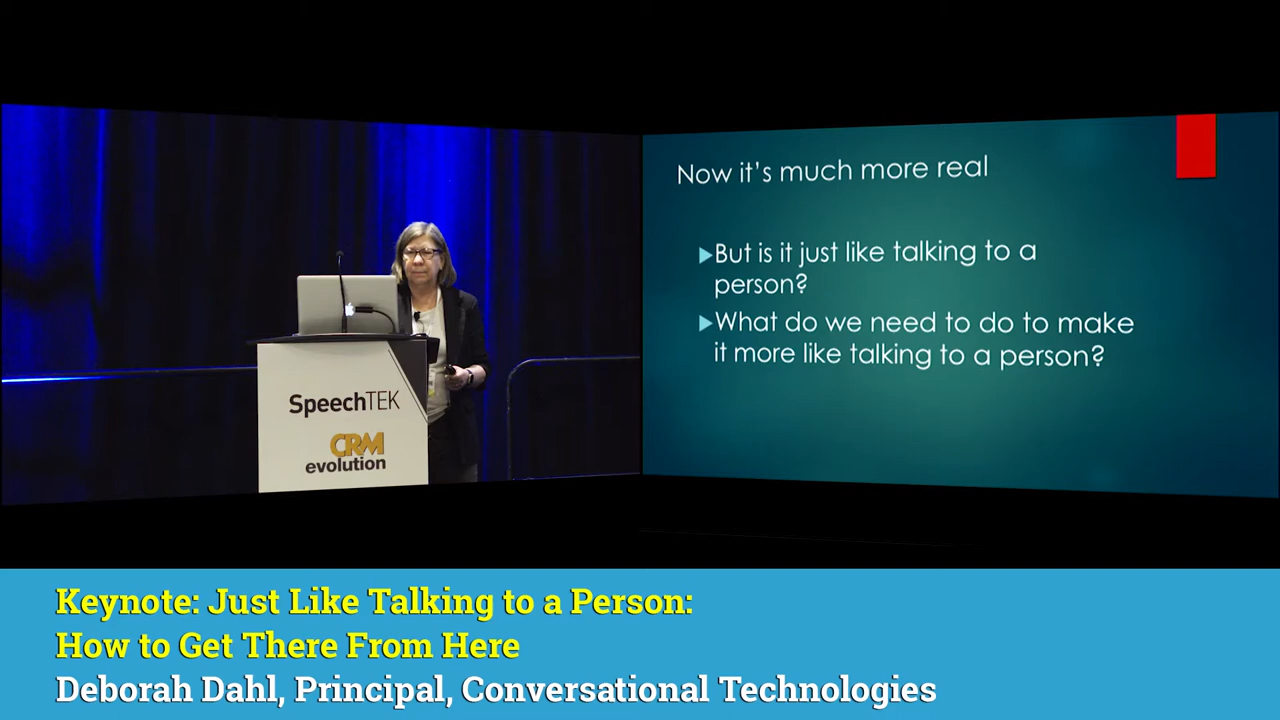 Now it's much more real
But is it just like talking to a
person?
What do we need to do to make
it more like talking to a person?
SpeechTEK
CRM
evolution
Keynote: Just Like Talking to a Person:
How to Get There From Here
Deborah Dahl, Principal, Conversational Technologies